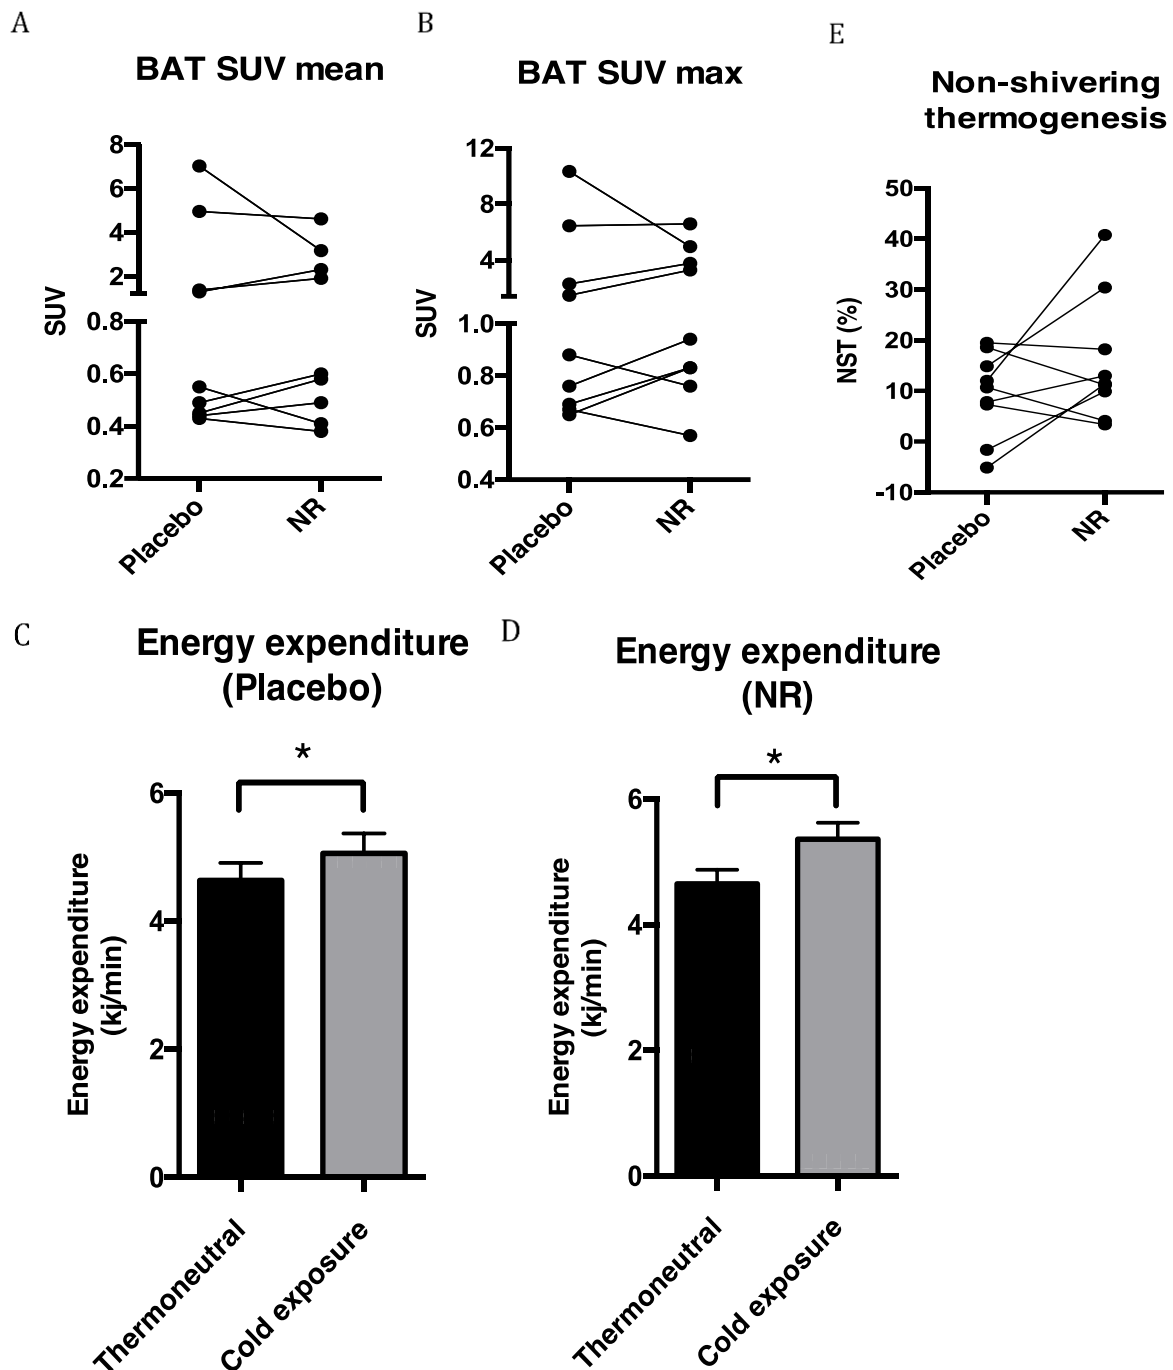 A
BAT SUV mean
SUV
8
6
4
2
0.8
0.6
0.4
0.2
Placebo
NR
B
BAT SUV max
SUV
12
8
4
1.0
0.8
0.6
0.4
Placebo
NR
E
Non-shivering
thermogenesis
NST (%)
50
40
30
20
10
0
-10
Placebo
NR
C
Energy expenditure
(Placebo)
*
Energy expenditure
(kj/min)
6
4
2
0
Thermoneutral
Cold exposure
D
Energy expenditure
(NR)
*
Energy expenditure
(kj/min)
6
4
2
0
Thermoneutral
Cold exposure